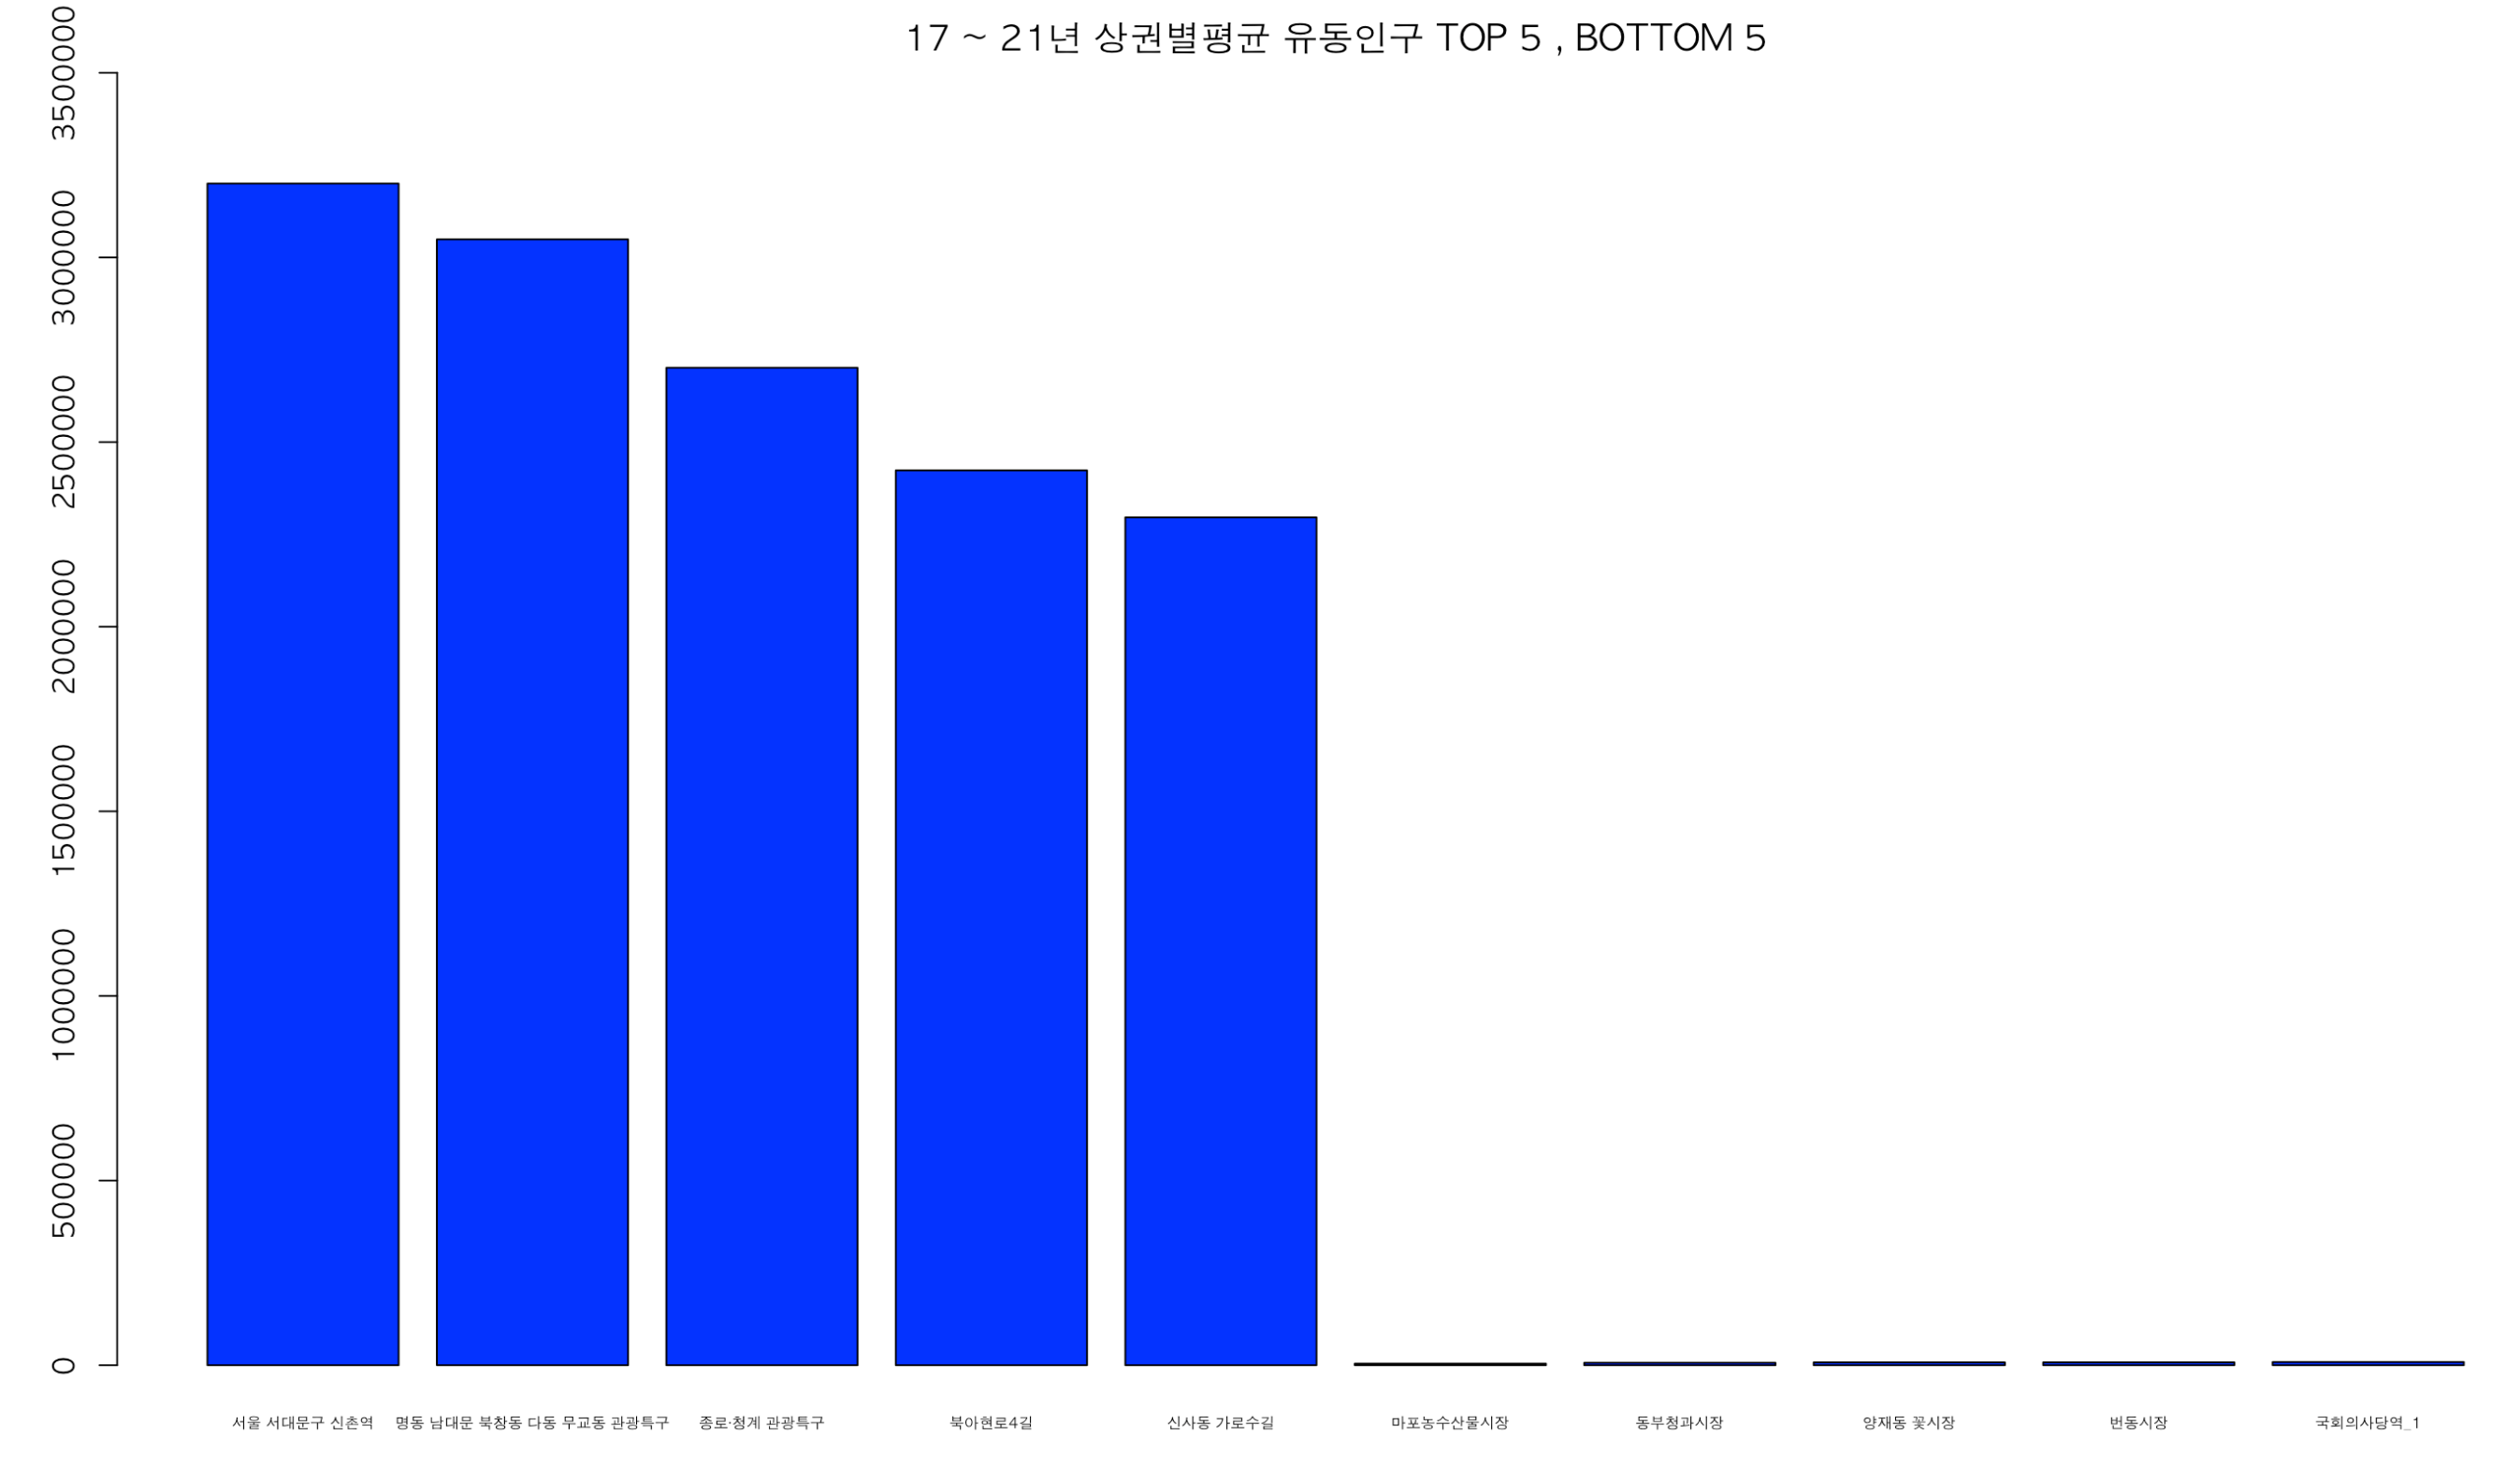 17 ~ 21년 상권별평균 유동인구 TOP 5 , BOTTOM 5
3500000
3000000
2500000
2000000
1500000
1000000
500000
0
서울 서대문구 신촌역
명동 남대문 북창동 다동 무교동 관광특구
종로·청계 관광특구
북아현로4길
신사동 가로수길
마포농수산물시장
동부청과시장
양재동 꽃시장
번동시장
국회의사당역_1